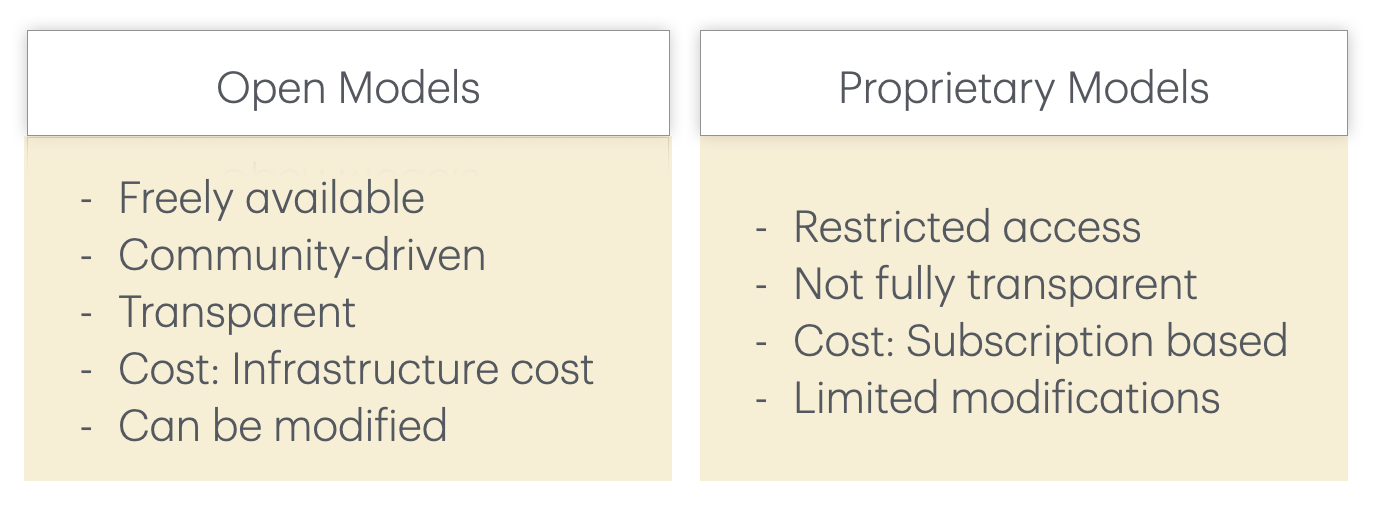 Open Models
- Freely available
- Community-driven
- Transparent
- Cost: Infrastructure cost
- Can be modified
Proprietary Models
- Restricted access
- Not fully transparent
- Cost: Subscription based
- Limited modifications